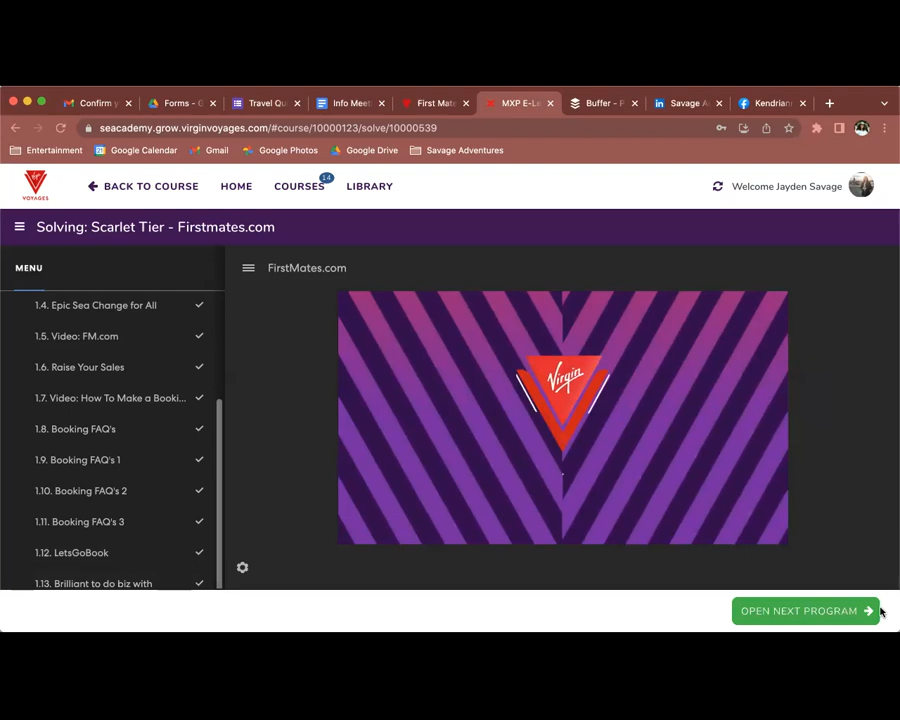 Confirm y
Forms - G
Travel Qu
Info Meet
First Mate
MXP E-Le
Buffer - P
Savage A
Kendrian
seacademy.grow.virginvoyages.com/#course/10000123/solve/10000539
Entertainment
Google Calendar
Gmail
Google Photos
Google Drive
Savage Adventures
VOYAGES
BACK TO COURSE
HOME
COURSES
14
LIBRARY
Welcome Jayden Savage
Solving: Scarlet Tier - Firstmates.com
MENU
FirstMates.com
1.4. Epic Sea Change for All
1.5. Video: FM.com
1.6. Raise Your Sales
1.7. Video: How To Make a Booki...
1.8. Booking FAQ's
1.9. Booking FAQ's 1
1.10. Booking FAQ's 2
1.11. Booking FAQ's 3
1.12. LetsGoBook
1.13. Brilliant to do biz with
Virgin
OPEN NEXT PROGRAM